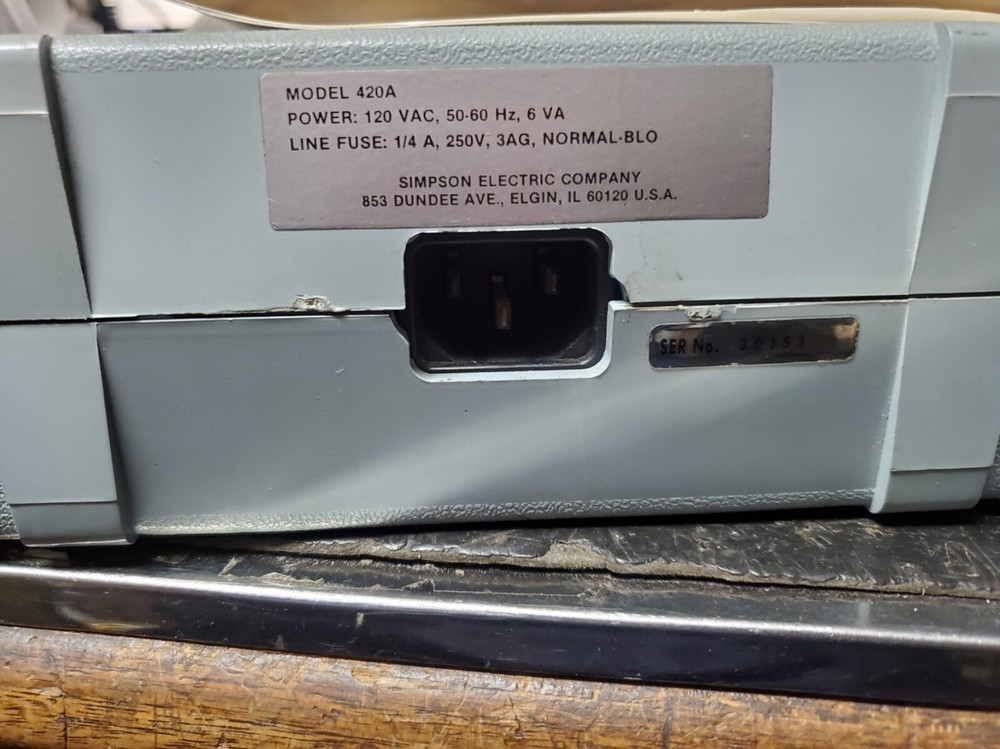 MODEL 420A
POWER: 120 VAC, 50-60 Hz, 6 VA
LINE FUSE: 1/4 A, 250V, 3AG, NORMAL-BLO
SIMPSON ELECTRIC COMPANY
853 DUNDEE AVE., ELGIN, IL 60120 U.S.A.
SER No.